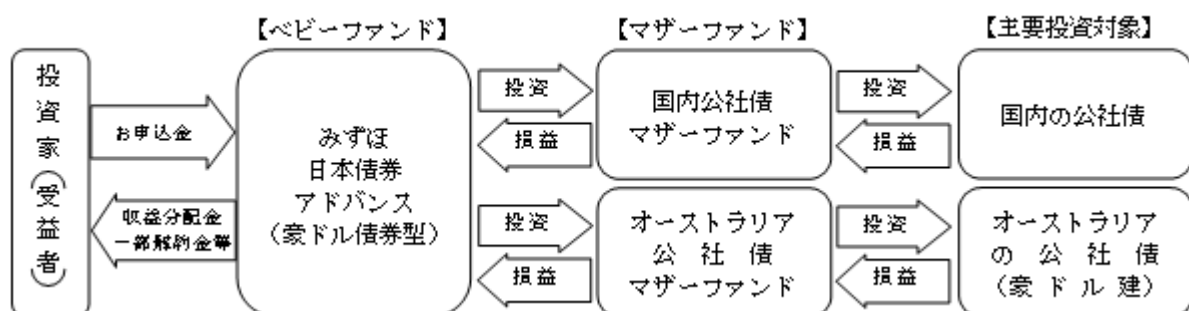 【ベビーファンド】
【マザーファンド】
【主要投資対象】
投資家(受益者)
お申込金
収益分配金
一部解約金等
みずほ
日本債券
アドバンス
(豪ドル債券型)
投資
損益
国内公社債
マザーファンド
投資
損益
国内の公社債
投資
損益
オーストラリア
公社債
マザーファンド
投資
損益
オーストラリア
の公社債
(豪ドル建)